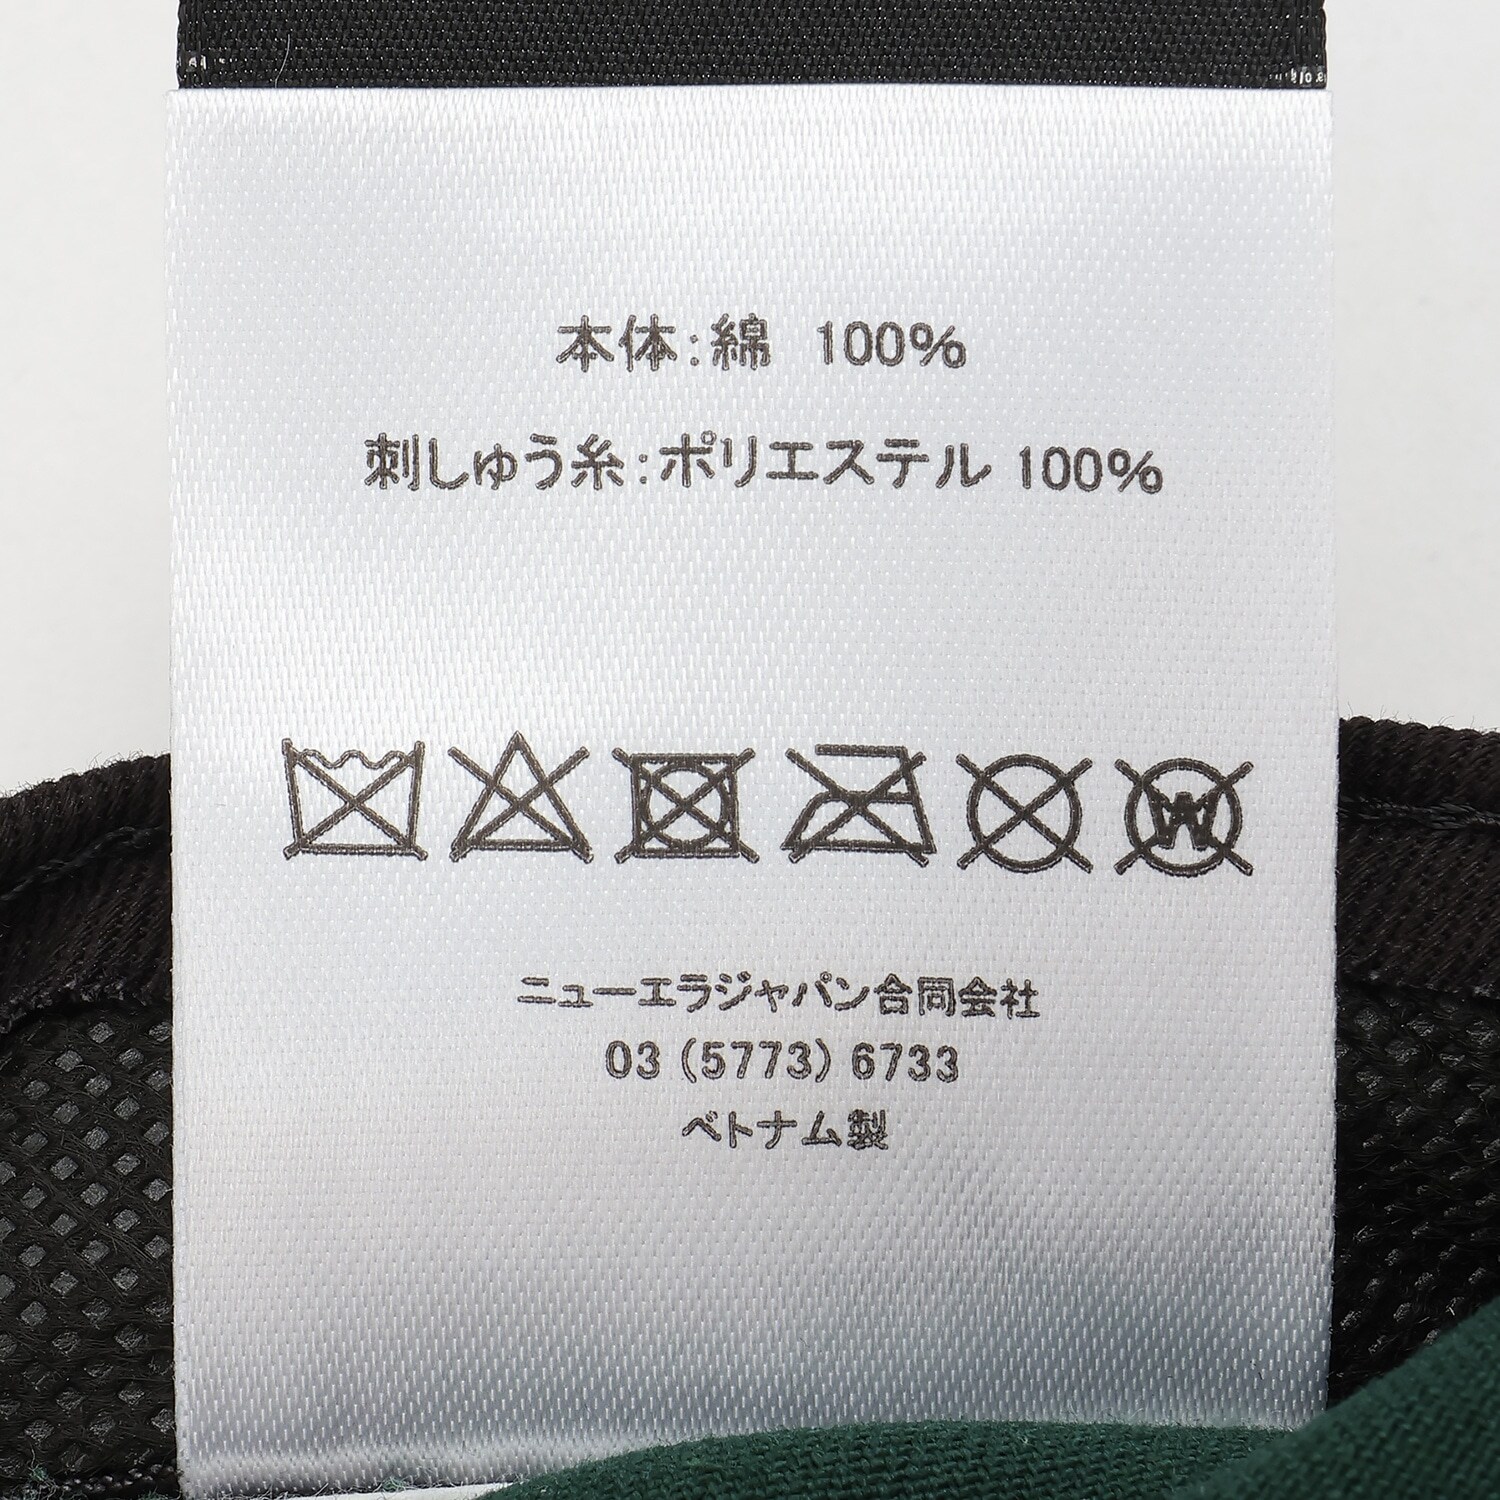 本体:綿 100%
刺しゅう糸:ポリエステル 100%
W
ニューエラジャパン合同会社
03 (5773) 6733
ベトナム製